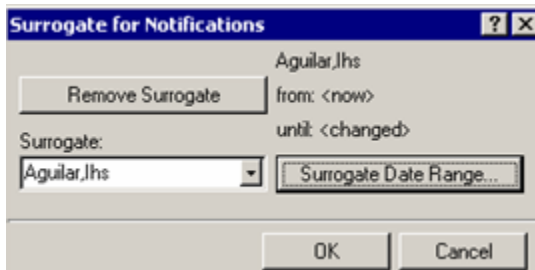 Surrogate for Notifications
Aguilar,Ihs
Remove Surrogate
from: <now>
until: <changed>
Surrogate:
Aguilar,Ihs
Surrogate Date Range...
OK
Cancel